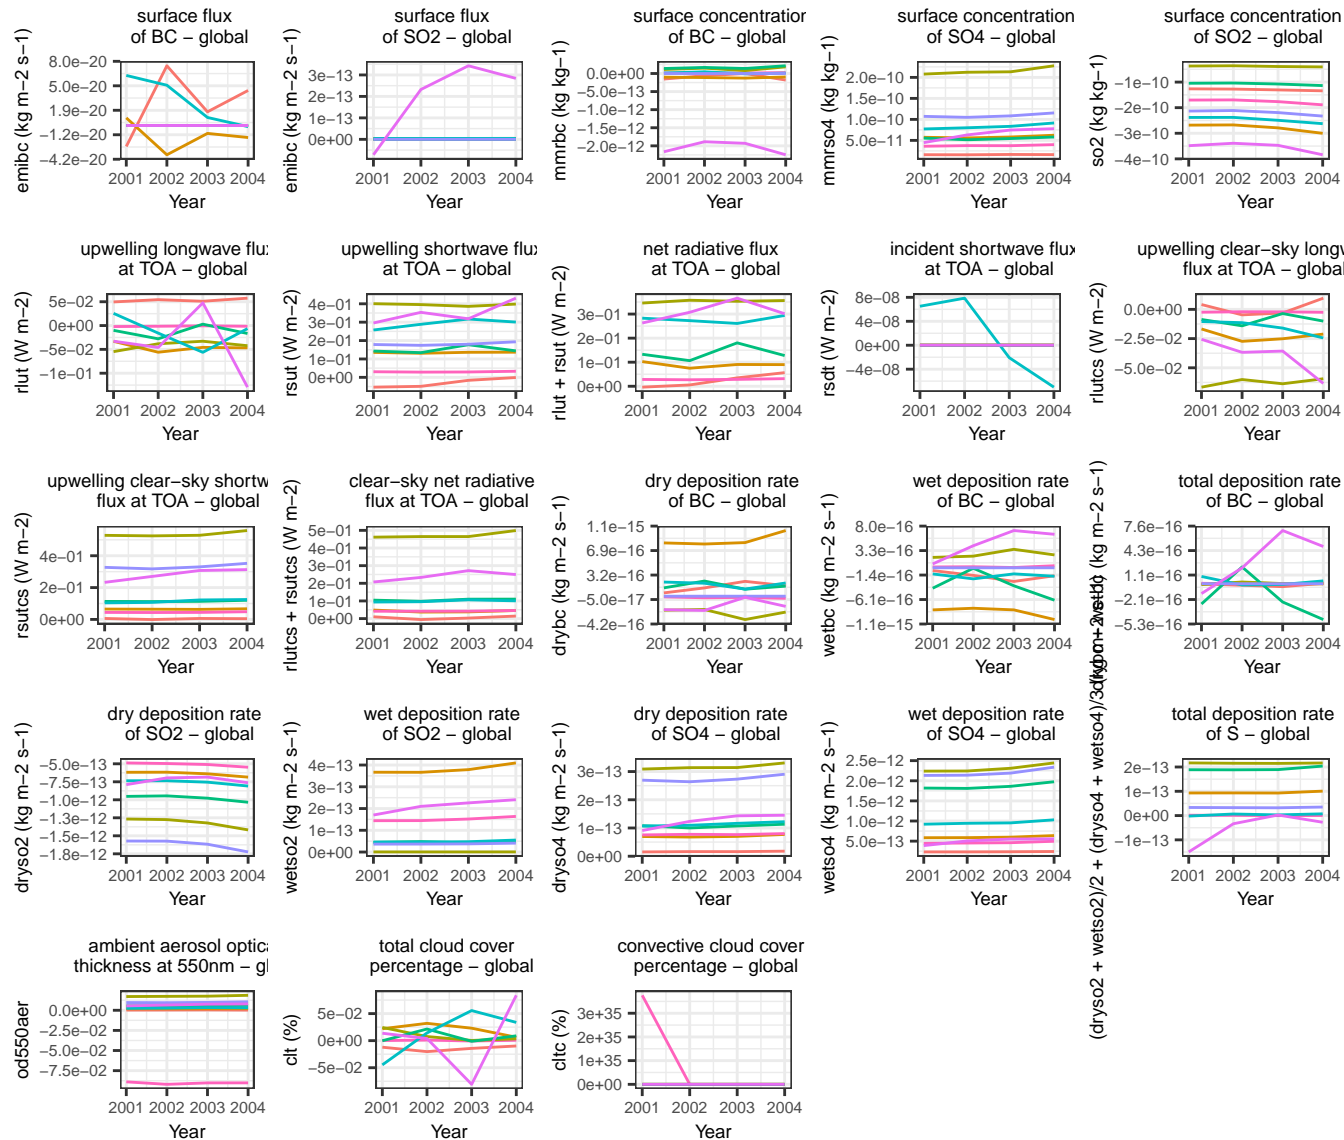 surface flux
of BC − global
emibc (kg m−2 s−1)
8.0e−20
5.0e−20
1.9e−20
−1.2e−20
−4.2e−20
2001 2002 2003 2004
Year
surface flux
of SO2 − global
emibc (kg m−2 s−1)
3e−13
2e−13
1e−13
0e+00
2001 2002 2003 2004
Year
surface concentration
of BC − global
mmrbc (kg kg−1)
0.0e+00
−5.0e−13
−1.0e−12
−1.5e−12
−2.0e−12
2001 2002 2003 2004
Year
surface concentration
of SO4 − global
mmrso4 (kg kg−1)
2.0e−10
1.5e−10
1.0e−10
5.0e−11
2001 2002 2003 2004
Year
surface concentration
of SO2 − global
so2 (kg kg−1)
−1e−10
−2e−10
−3e−10
−4e−10
2001 2002 2003 2004
Year
upwelling longwave flux
at TOA − global
rlut (W m−2)
5e−02
0e+00
−5e−02
−1e−01
2001 2002 2003 2004
Year
upwelling shortwave flux
at TOA − global
rsut (W m−2)
4e−01
3e−01
2e−01
1e−01
0e+00
2001 2002 2003 2004
Year
net radiative flux
at TOA − global
rlut + rsut (W m−2)
3e−01
2e−01
1e−01
0e+00
2001 2002 2003 2004
Year
incident shortwave flux
at TOA − global
rsdt (W m−2)
8e−08
4e−08
0e+00
−4e−08
2001 2002 2003 2004
Year
upwelling clear−sky longw
flux at TOA − global
rlutcs (W m−2)
0.0e+00
−5.0e−02
2001 2002 2003 2004
Year
upwelling clear−sky shortw
flux at TOA − global
rsutcs (W m−2)
4e−01
2e−01
0e+00
2001 2002 2003 2004
Year
clear−sky net radiative
flux at TOA − global
rlutcs + rsutcs (W m−2)
5e−01
4e−01
3e−01
2e−01
1e−01
0e+00
2001 2002 2003 2004
Year
dry deposition rate
of BC − global
drybc (kg m−2 s−1)
1.1e−15
6.9e−16
3.2e−16
−5.0e−17
−4.2e−16
2001 2002 2003 2004
Year
wet deposition rate
of BC − global
wetbc (kg m−2 s−1)
8.0e−16
3.3e−16
−1.4e−16
−6.1e−16
−1.1e−15
2001 2002 2003 2004
Year
total deposition rate
of BC − global
drybc + wetbc (kg m−2 s−1)
7.6e−16
4.3e−16
1.1e−16
−2.1e−16
−5.3e−16
2001 2002 2003 2004
Year
dry deposition rate
of SO2 − global
dryso2 (kg m−2 s−1)
−5.0e−13
−7.5e−13
−1.0e−12
−1.3e−12
−1.5e−12
−1.8e−12
2001 2002 2003 2004
Year
wet deposition rate
of SO2 − global
wetso2 (kg m−2 s−1)
4e−13
3e−13
2e−13
1e−13
0e+00
2001 2002 2003 2004
Year
dry deposition rate
of SO4 − global
dryso4 (kg m−2 s−1)
3e−13
2e−13
1e−13
0e+00
2001 2002 2003 2004
Year
wet deposition rate
of SO4 − global
wetso4 (kg m−2 s−1)
2.5e−12
2.0e−12
1.5e−12
1.0e−12
5.0e−13
2001 2002 2003 2004
Year
total deposition rate
of S − global
(dryso2 + wetso2)/2 + (dryso4 + wetso4)/3 (kg m−2 s−1)
2e−13
1e−13
0e+00
−1e−13
2001 2002 2003 2004
Year
ambient aerosol optica
thickness at 550nm − gl
od550aer
0.0e+00
−2.5e−02
−5.0e−02
−7.5e−02
2001 2002 2003 2004
Year
total cloud cover
percentage − global
clt (%)
5e−02
0e+00
−5e−02
2001 2002 2003 2004
Year
convective cloud cover
percentage − global
cltc (%)
3e+35
2e+35
1e+35
0e+00
2001 2002 2003 2004
Year